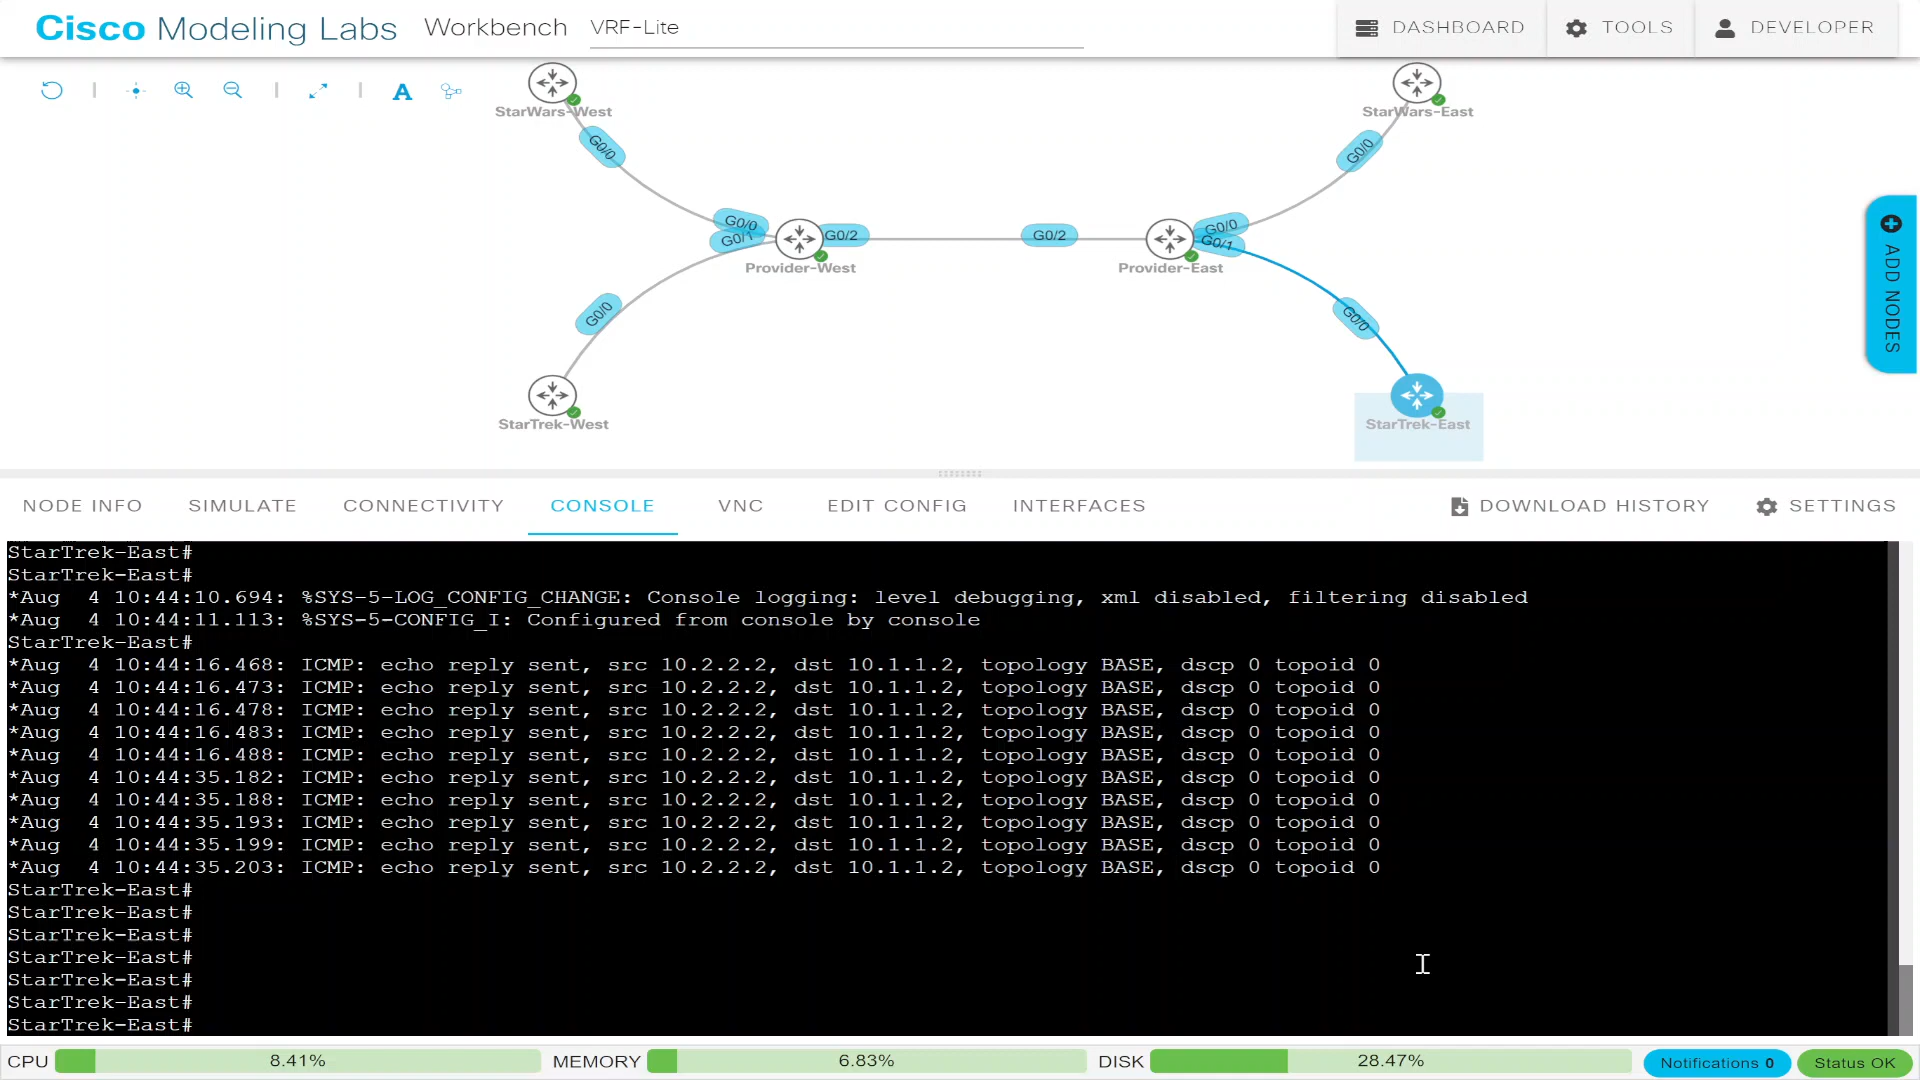 Cisco Modeling Labs Workbench VRF-Lite DASHBOARD TOOLS DEVELOPER
A
StarWars-West StarWars-East
G0/0 G0/0
G0/0 G0/0
G0/1 G0/2 G0/2 G0/1
Provider-West Provider-East
ADD NODES
G0/0 G0/0
StarTrek-West StarTrek-East
NODE INFO SIMULATE CONNECTIVITY CONSOLE VNC EDIT CONFIG INTERFACES DOWNLOAD HISTORY SETTINGS
StarTrek-East#
StarTrek-East#
*Aug  4 10:44:10.694: %SYS-5-LOG_CONFIG_CHANGE: Console logging: level debugging, xml disabled, filtering disabled
*Aug  4 10:44:11.113: %SYS-5-CONFIG_I: Configured from console by console
StarTrek-East#
*Aug  4 10:44:16.468: ICMP: echo reply sent, src 10.2.2.2, dst 10.1.1.2, topology BASE, dscp 0 topoid 0
*Aug  4 10:44:16.473: ICMP: echo reply sent, src 10.2.2.2, dst 10.1.1.2, topology BASE, dscp 0 topoid 0
*Aug  4 10:44:16.478: ICMP: echo reply sent, src 10.2.2.2, dst 10.1.1.2, topology BASE, dscp 0 topoid 0
*Aug  4 10:44:16.483: ICMP: echo reply sent, src 10.2.2.2, dst 10.1.1.2, topology BASE, dscp 0 topoid 0
*Aug  4 10:44:16.488: ICMP: echo reply sent, src 10.2.2.2, dst 10.1.1.2, topology BASE, dscp 0 topoid 0
*Aug  4 10:44:35.182: ICMP: echo reply sent, src 10.2.2.2, dst 10.1.1.2, topology BASE, dscp 0 topoid 0
*Aug  4 10:44:35.188: ICMP: echo reply sent, src 10.2.2.2, dst 10.1.1.2, topology BASE, dscp 0 topoid 0
*Aug  4 10:44:35.193: ICMP: echo reply sent, src 10.2.2.2, dst 10.1.1.2, topology BASE, dscp 0 topoid 0
*Aug  4 10:44:35.199: ICMP: echo reply sent, src 10.2.2.2, dst 10.1.1.2, topology BASE, dscp 0 topoid 0
*Aug  4 10:44:35.203: ICMP: echo reply sent, src 10.2.2.2, dst 10.1.1.2, topology BASE, dscp 0 topoid 0
StarTrek-East#
StarTrek-East#
StarTrek-East#
StarTrek-East#
StarTrek-East#
StarTrek-East#
StarTrek-East#
CPU 8.41% MEMORY 6.83% DISK 28.47% Notifications 0 Status OK